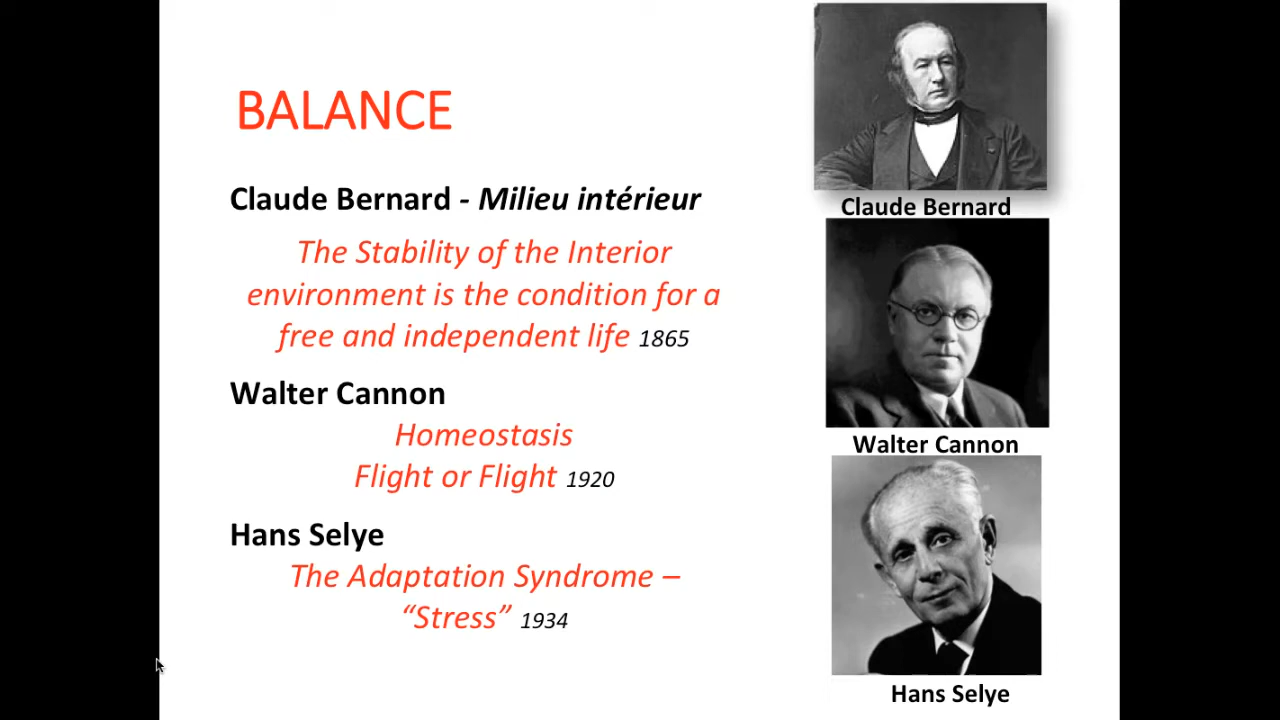 BALANCE
Claude Bernard - Milieu intérieur
The Stability of the Interior
environment is the condition for a
free and independent life 1865
Walter Cannon
Homeostasis
Flight or Flight 1920
Hans Selye
The Adaptation Syndrome –
“Stress” 1934
Claude Bernard
Walter Cannon
Hans Selye